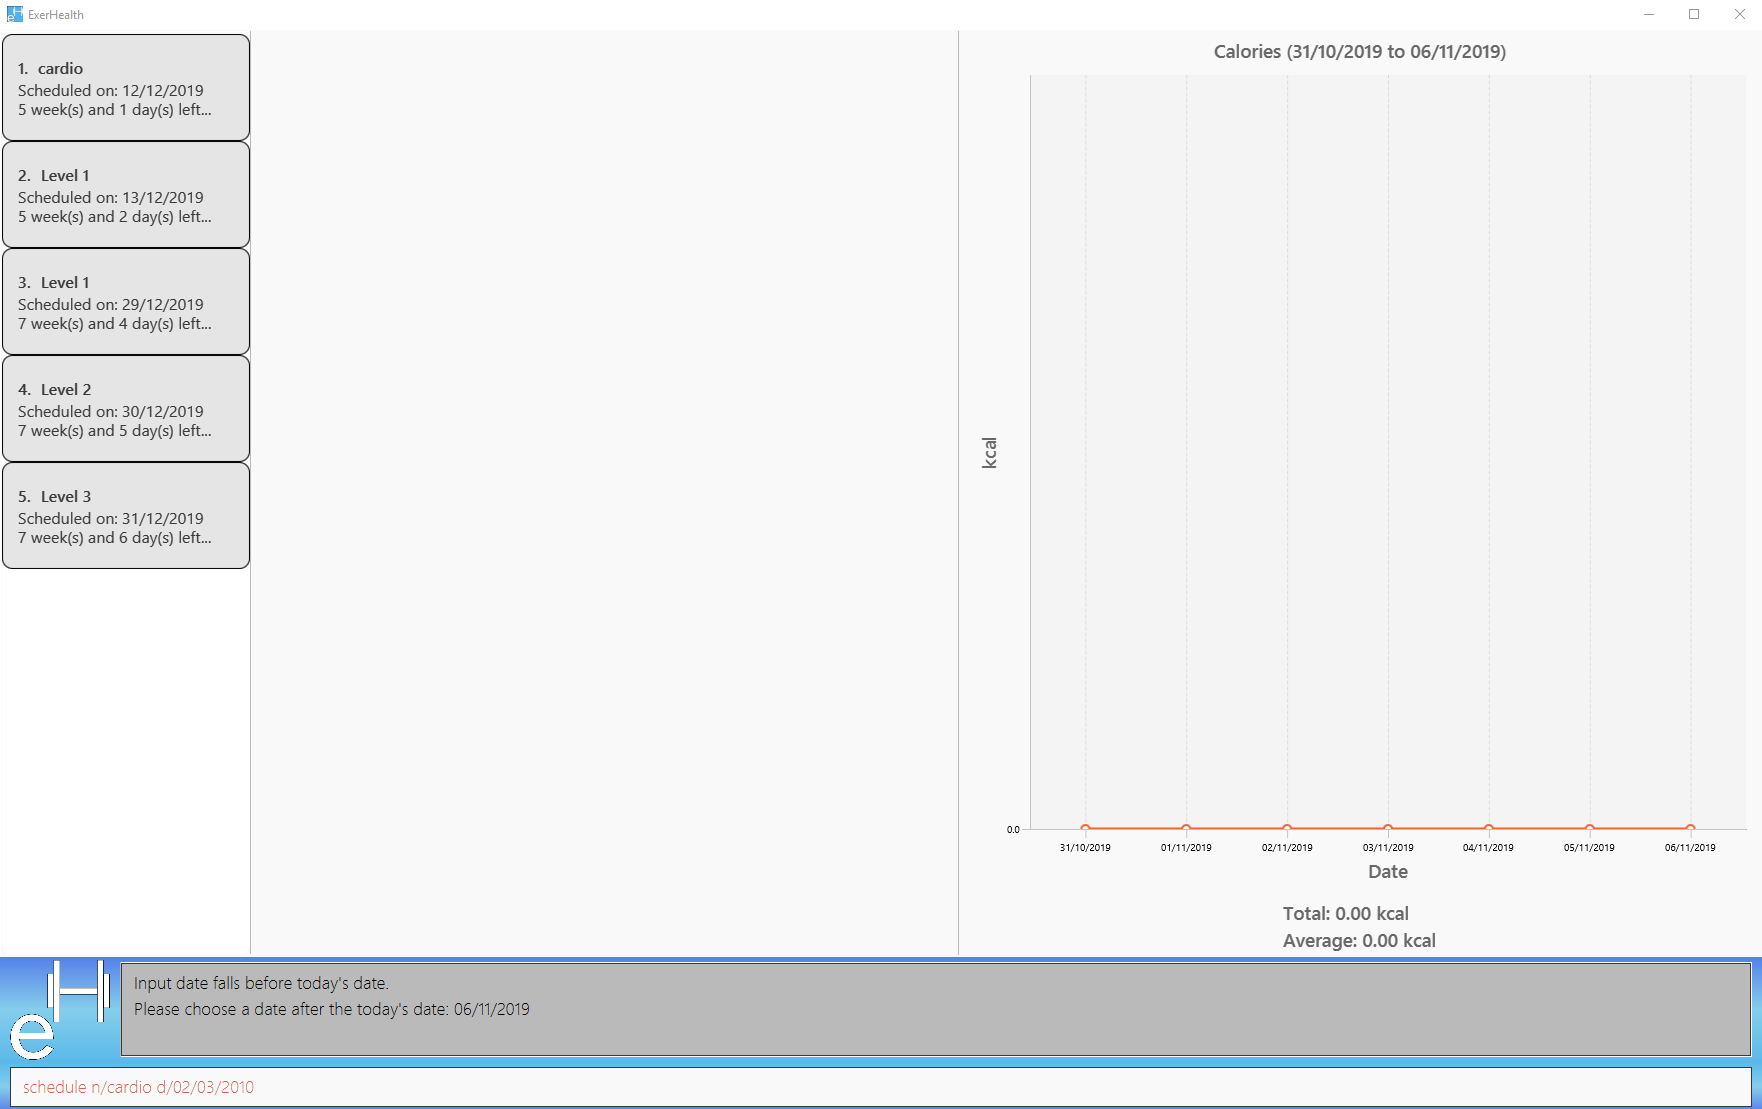 ExerHealth
1. cardio
Scheduled on: 12/12/2019
5 week(s) and 1 day(s) left...
2. Level 1
Scheduled on: 13/12/2019
5 week(s) and 2 day(s) left...
3. Level 1
Scheduled on: 29/12/2019
7 week(s) and 4 day(s) left...
4. Level 2
Scheduled on: 30/12/2019
7 week(s) and 5 day(s) left...
5. Level 3
Scheduled on: 31/12/2019
7 week(s) and 6 day(s) left...
Calories (31/10/2019 to 06/11/2019)
kcal
0.0
31/10/2019 01/11/2019 02/11/2019 03/11/2019 04/11/2019 05/11/2019 06/11/2019
Date
Total: 0.00 kcal
Average: 0.00 kcal
eH
Input date falls before today's date.
Please choose a date after the today's date: 06/11/2019
schedule n/cardio d/02/03/2010